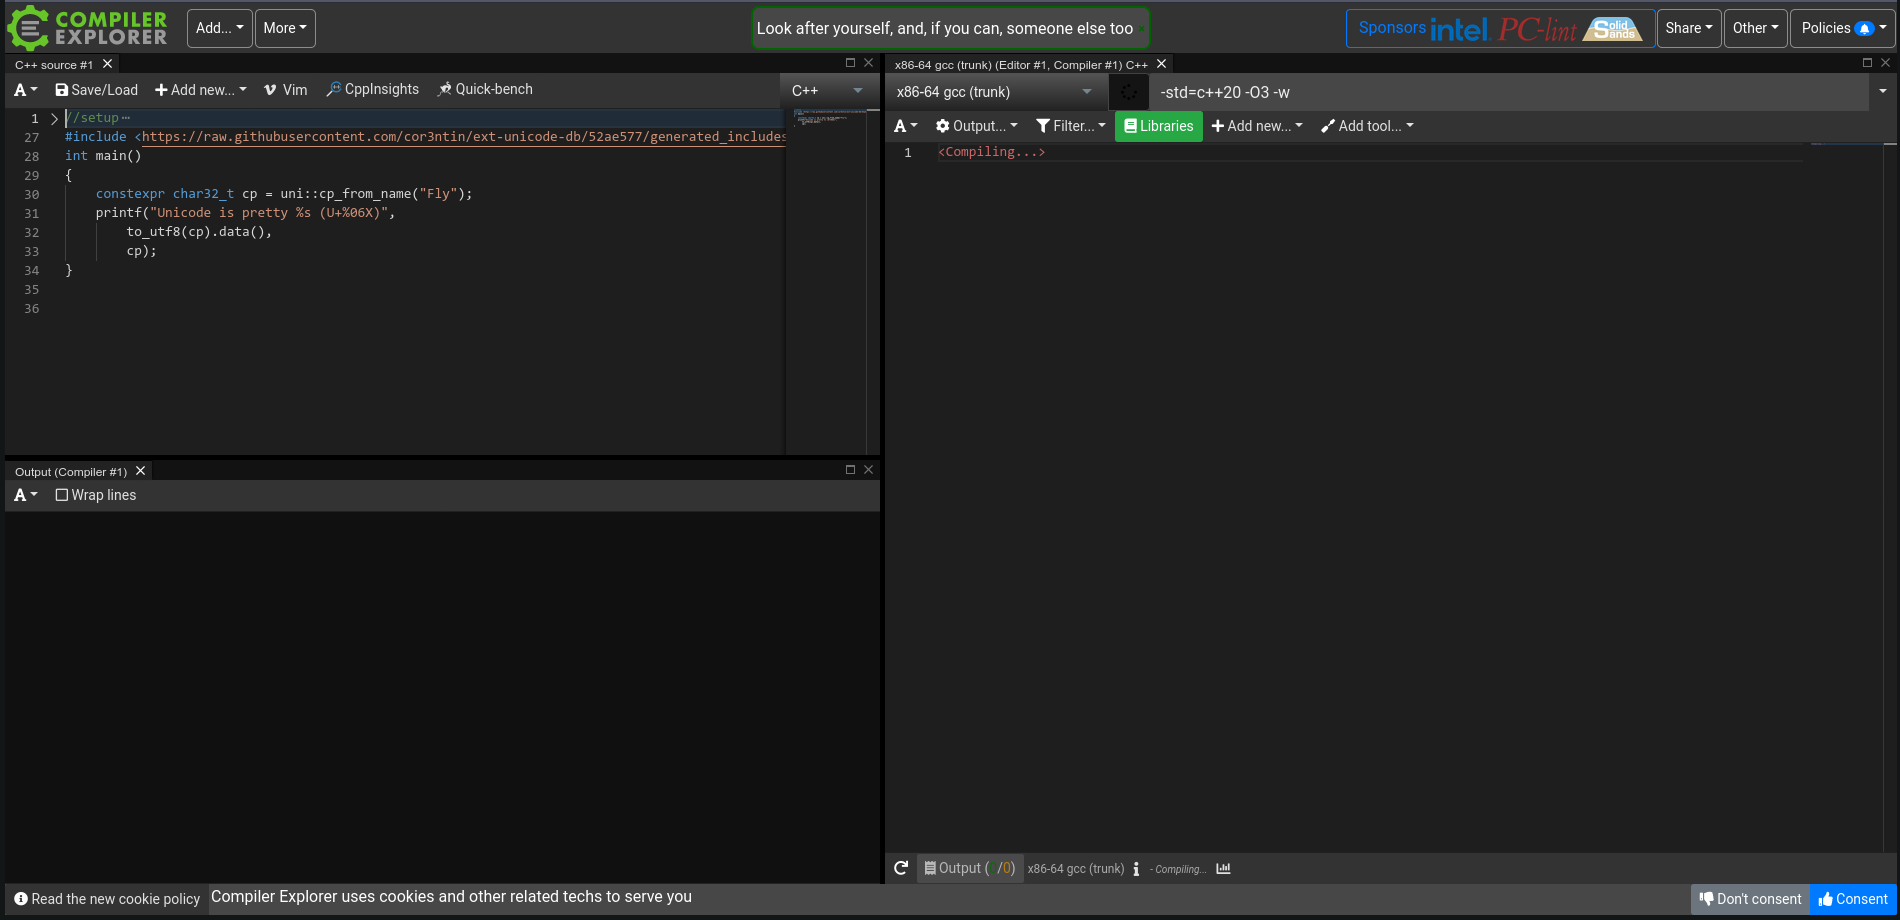 COMPILER
EXPLORER
Add...
More
Look after yourself, and, if you can, someone else too
Sponsors intel PC-lint Solid Sands
Share
Other
Policies
C++ source #1
A
Save/Load
Add new...
Vim
CppInsights
Quick-bench
C++
1 //setup
27 #include <https://raw.githubusercontent.com/cor3ntin/ext-unicode-db/52ae577/generated_includes
28 int main()
29 {
30 constexpr char32_t cp = uni::cp_from_name("Fly");
31 printf("Unicode is pretty %s (U+%06X)",
32 to_utf8(cp).data(),
33 cp);
34 }
35
36
Output (Compiler #1)
A
Wrap lines
x86-64 gcc (trunk) (Editor #1, Compiler #1) C++
x86-64 gcc (trunk)
-std=c++20 -O3 -w
A
Output...
Filter...
Libraries
Add new...
Add tool...
1 <Compiling...>
Output ( /0) x86-64 gcc (trunk) - Compiling...
Read the new cookie policy
Compiler Explorer uses cookies and other related techs to serve you
Don't consent
Consent